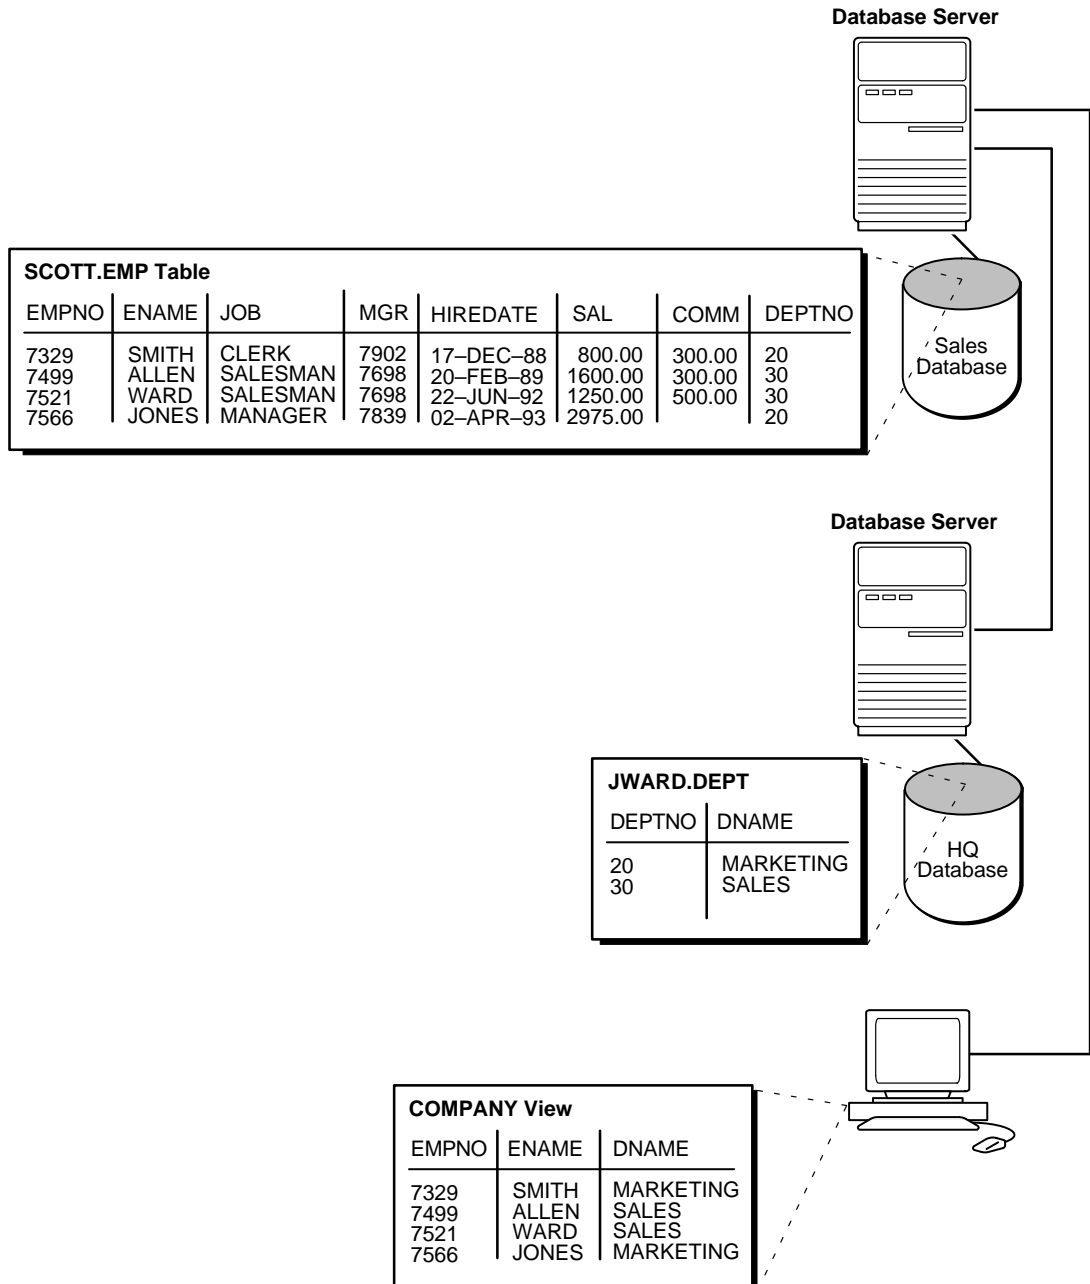 Database Server
SCOTT.EMP Table
EMPNO ENAME JOB MGR HIREDATE SAL COMM DEPTNO
7329 SMITH CLERK 7902 17–DEC–88 800.00 300.00 20
7499 ALLEN SALESMAN 7698 20–FEB–89 1600.00 300.00 30
7521 WARD SALESMAN 7698 22–JUN–92 1250.00 500.00 30
7566 JONES MANAGER 7839 02–APR–93 2975.00 20
Sales
Database
Database Server
JWARD.DEPT
DEPTNO DNAME
20 MARKETING
30 SALES
HQ
Database
COMPANY View
EMPNO ENAME DNAME
7329 SMITH MARKETING
7499 ALLEN SALES
7521 WARD SALES
7566 JONES MARKETING